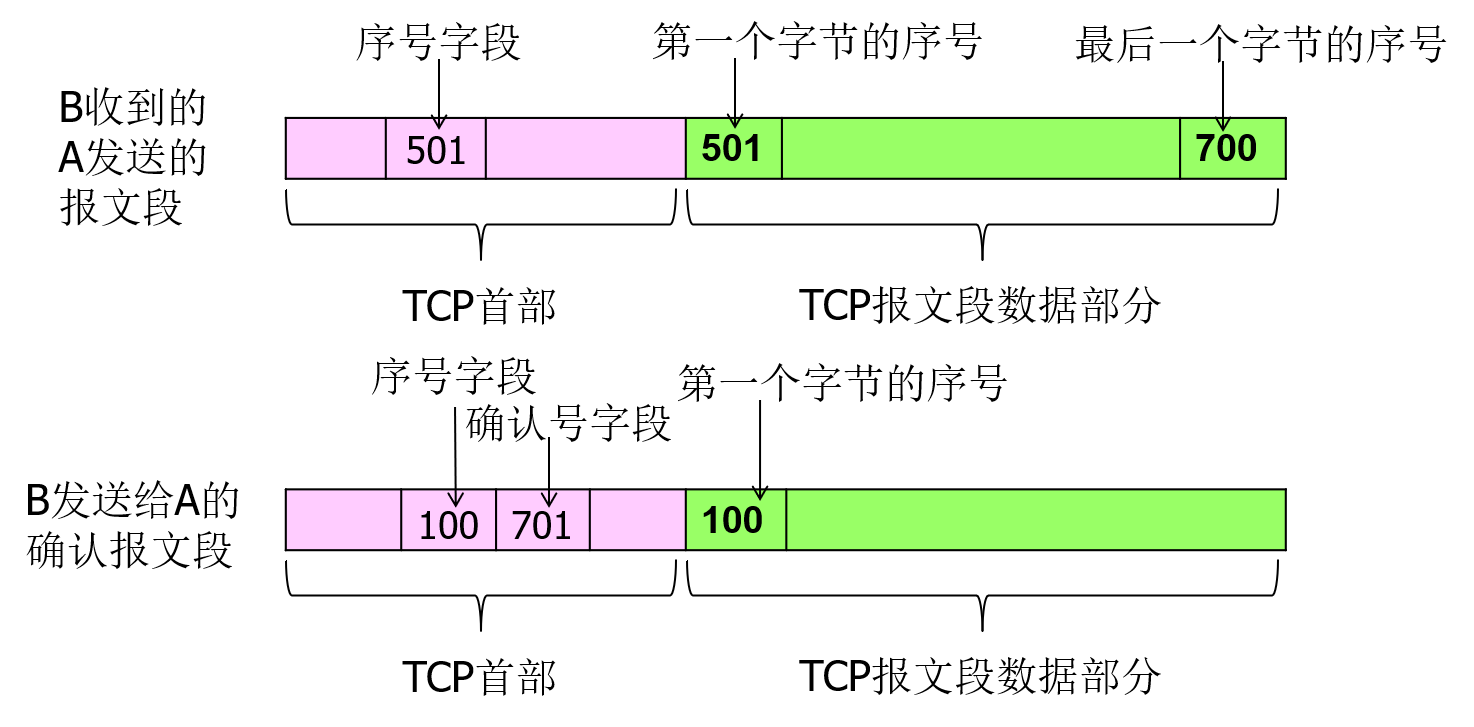 序号字段
第一个字节的序号
最后一个字节的序号
B收到的
A发送的
报文段
501
501
700
TCP首部
TCP报文段数据部分
序号字段
确认号字段
第一个字节的序号
B发送给A的
确认报文段
100
701
100
TCP首部
TCP报文段数据部分